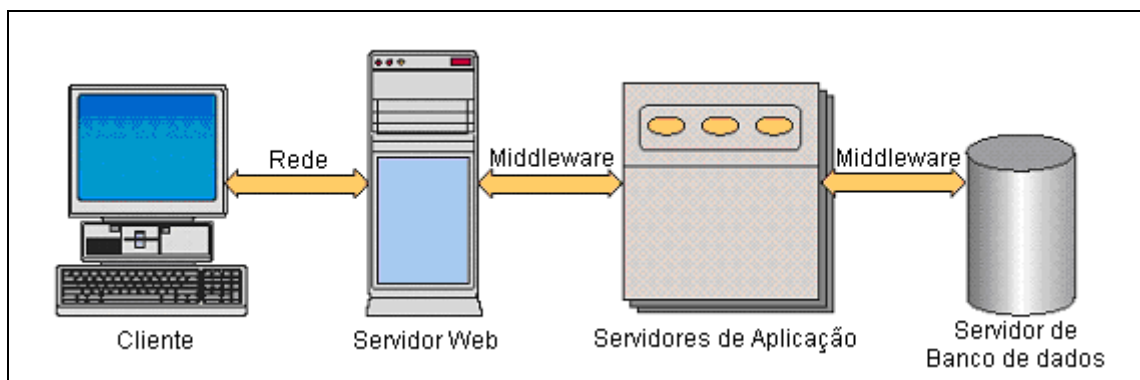 Rede
Middleware
Middleware
Cliente
Servidor Web
Servidores de Aplicação
Servidor de
Banco de dados